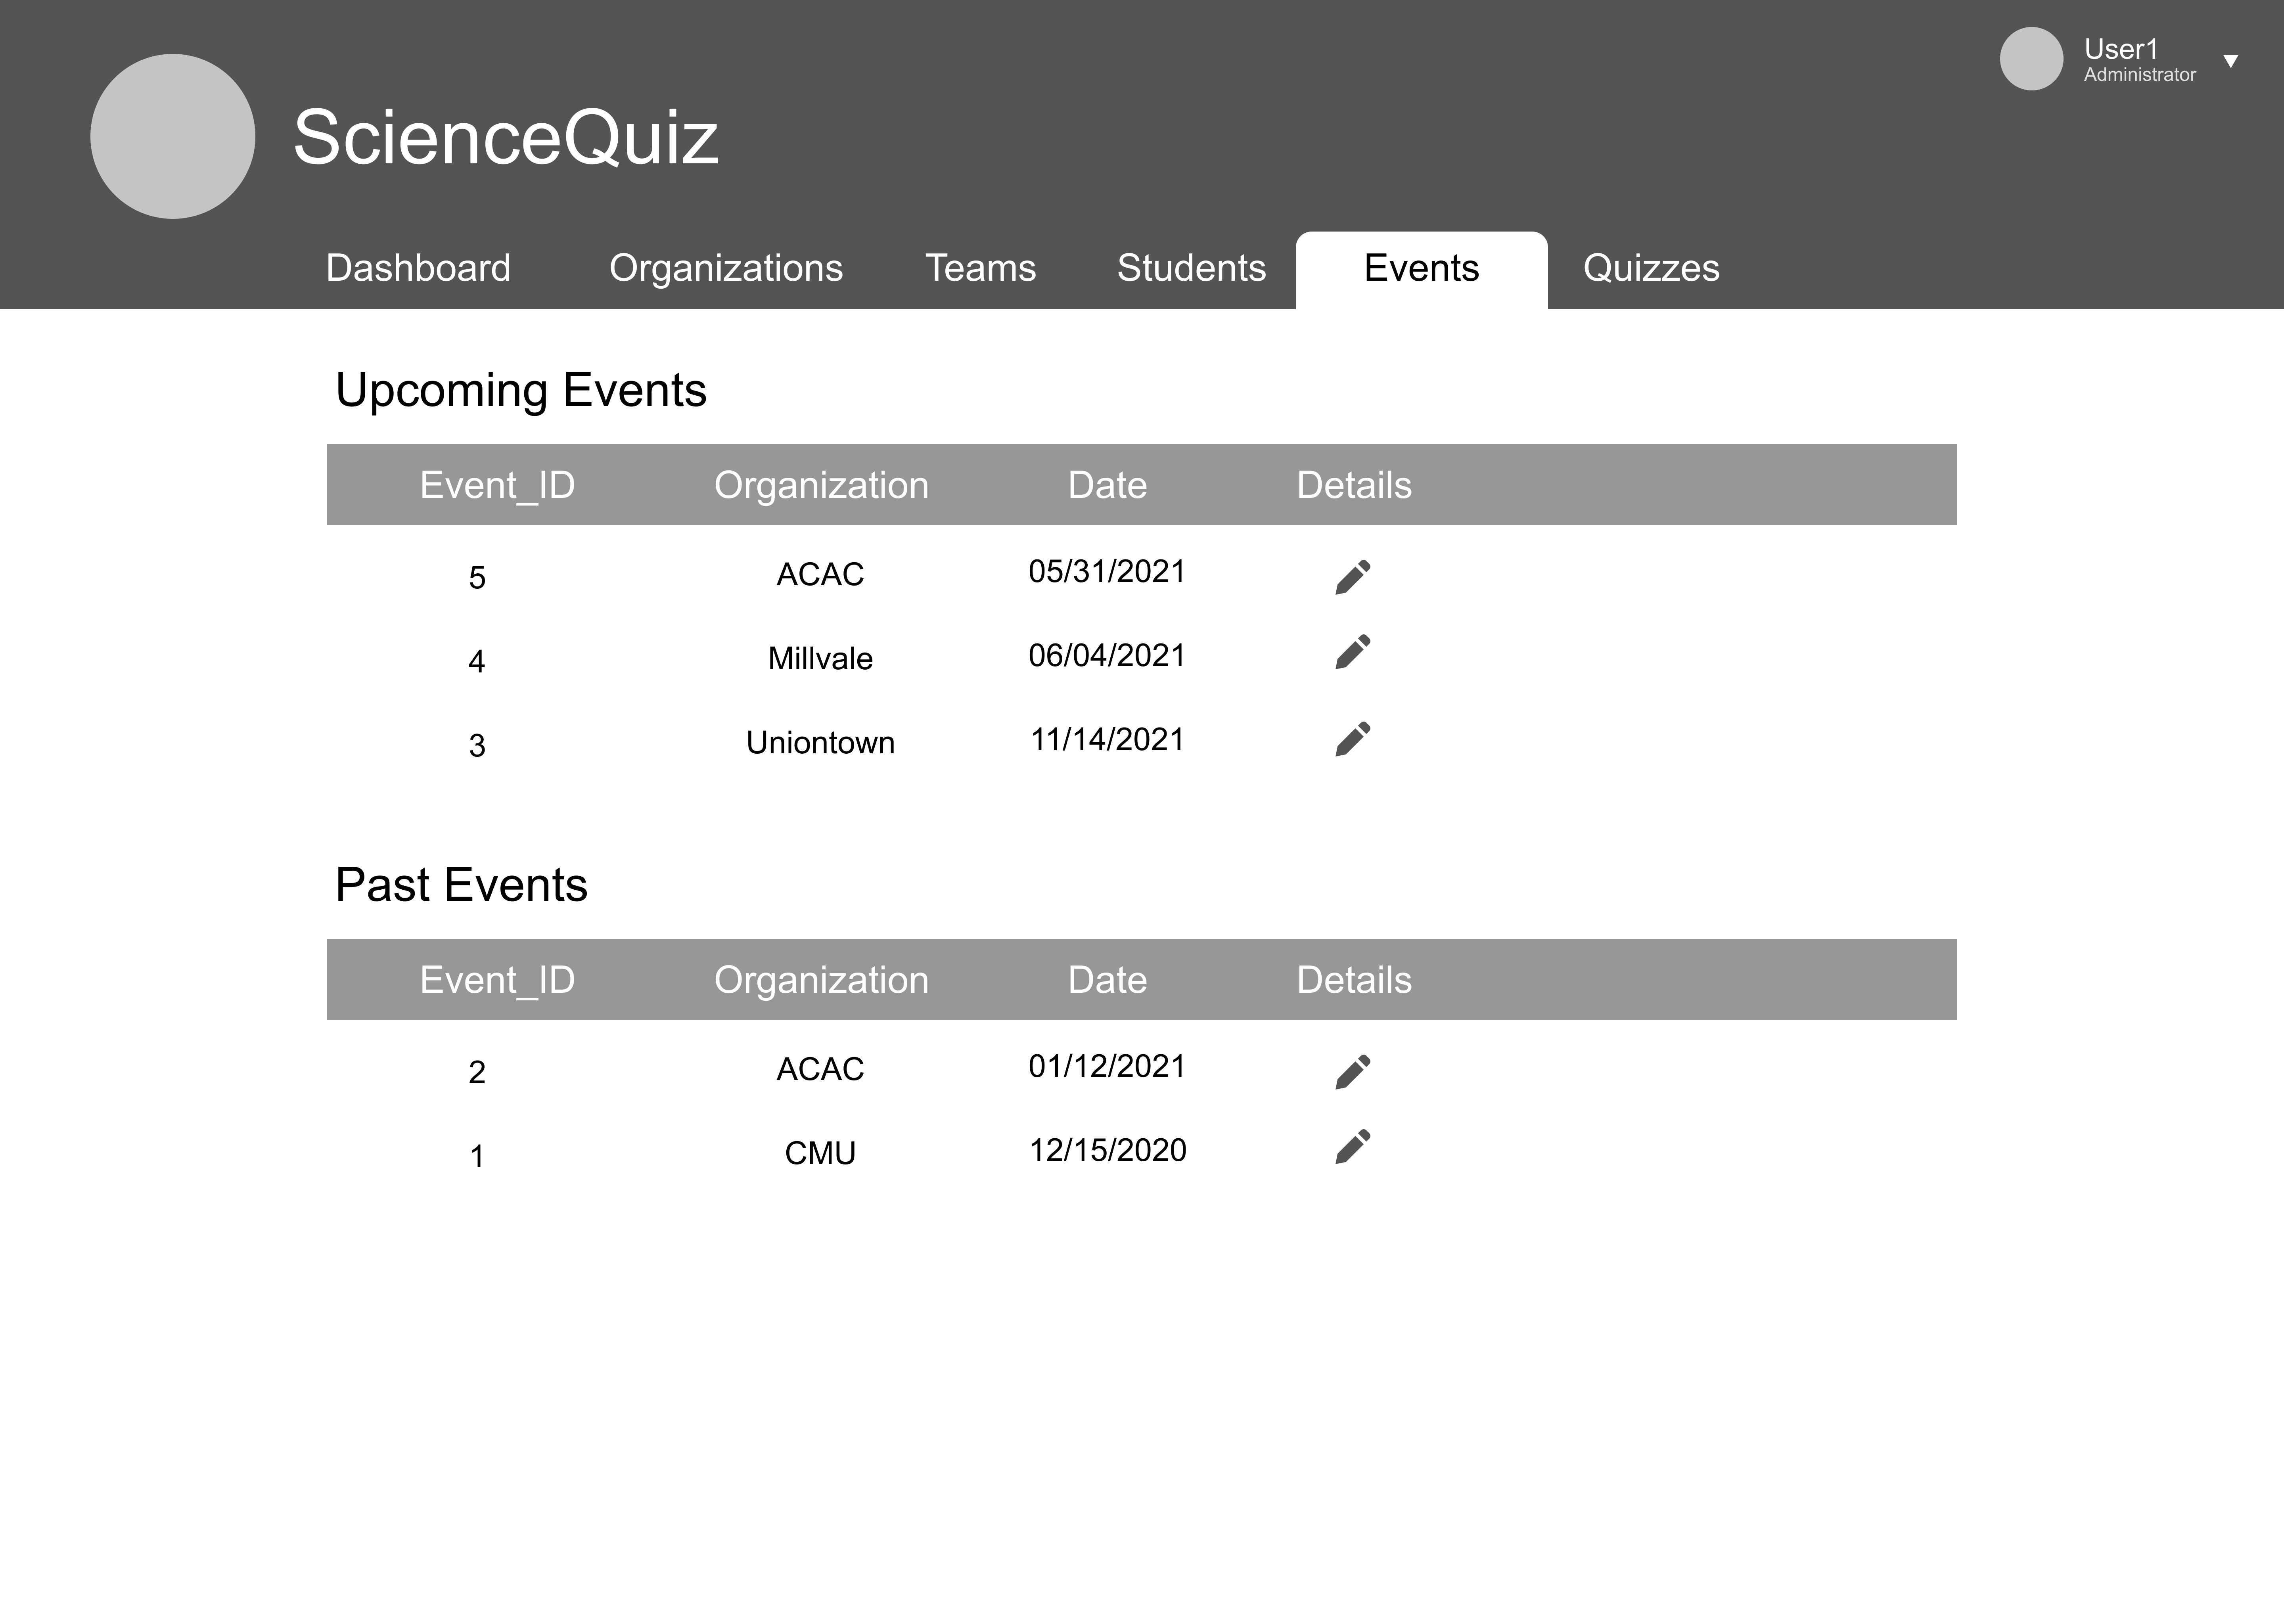 User1
Administrator
ScienceQuiz
Dashboard Organizations Teams Students Events Quizzes
Upcoming Events
Event_ID Organization Date Details
5 ACAC 05/31/2021
4 Millvale 06/04/2021
3 Uniontown 11/14/2021
Past Events
Event_ID Organization Date Details
2 ACAC 01/12/2021
1 CMU 12/15/2020